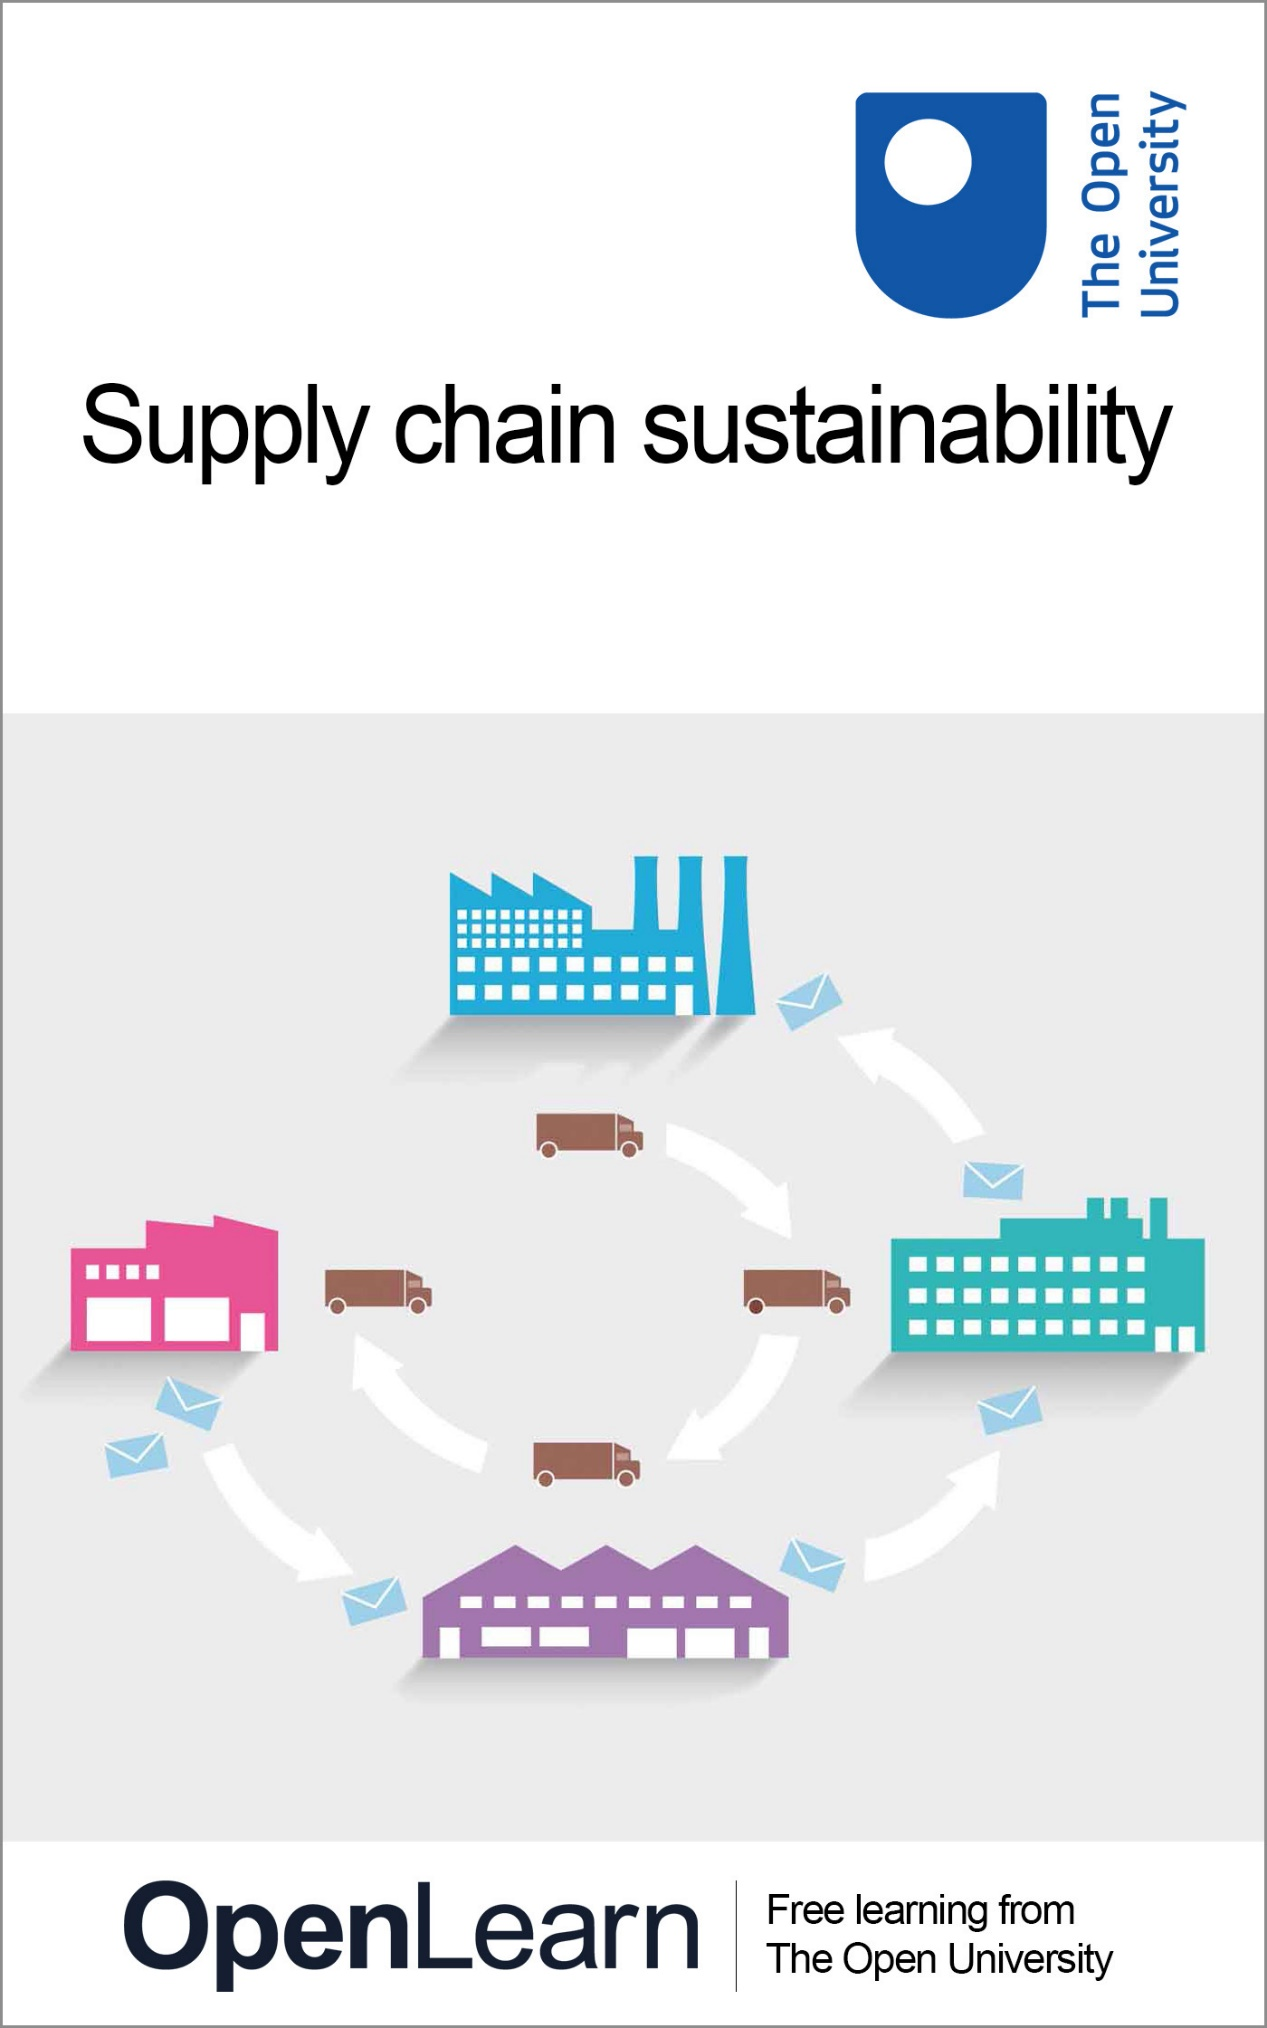 The Open
University
Supply chain sustainability
OpenLearn
Free learning from
The Open University